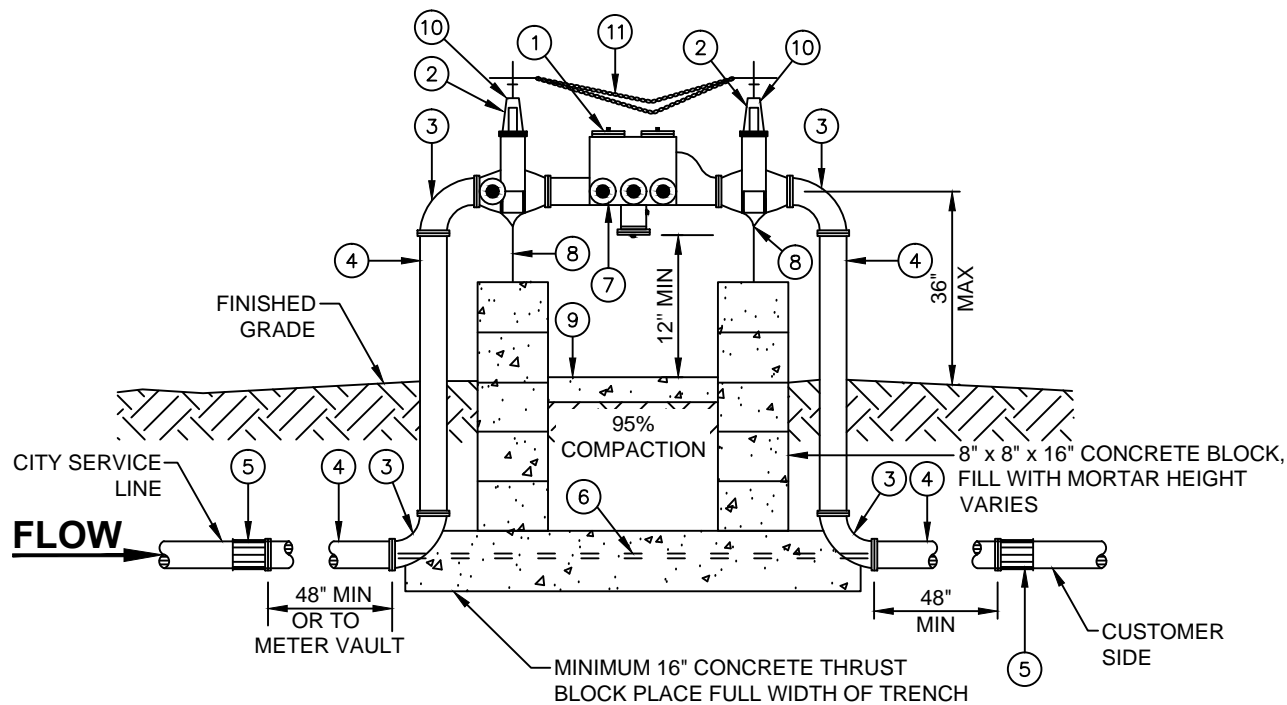 10
2
1
11
2
10
3
3
4
8
7
8
4
36"
MAX
FINISHED
GRADE
9
12" MIN
95%
COMPACTION
CITY SERVICE
LINE
5
4
3
6
8" x 8" x 16" CONCRETE BLOCK,
FILL WITH MORTAR HEIGHT
VARIES
3
4
FLOW
48" MIN
OR TO
METER VAULT
48"
MIN
5
CUSTOMER
SIDE
MINIMUM 16" CONCRETE THRUST
BLOCK PLACE FULL WIDTH OF TRENCH